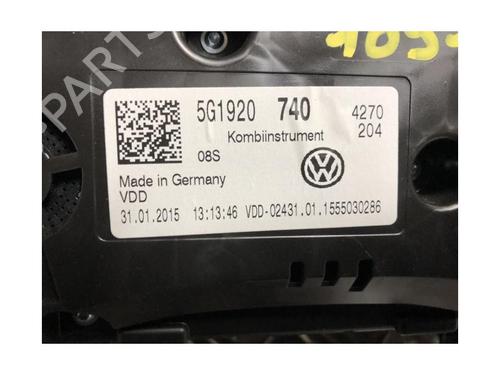 PARTS
5G1920 740 4270
Kombiinstrument 204
08S
Made in Germany
VDD
31.01.2015 13:13:46 VDD-02431.01.1555030286